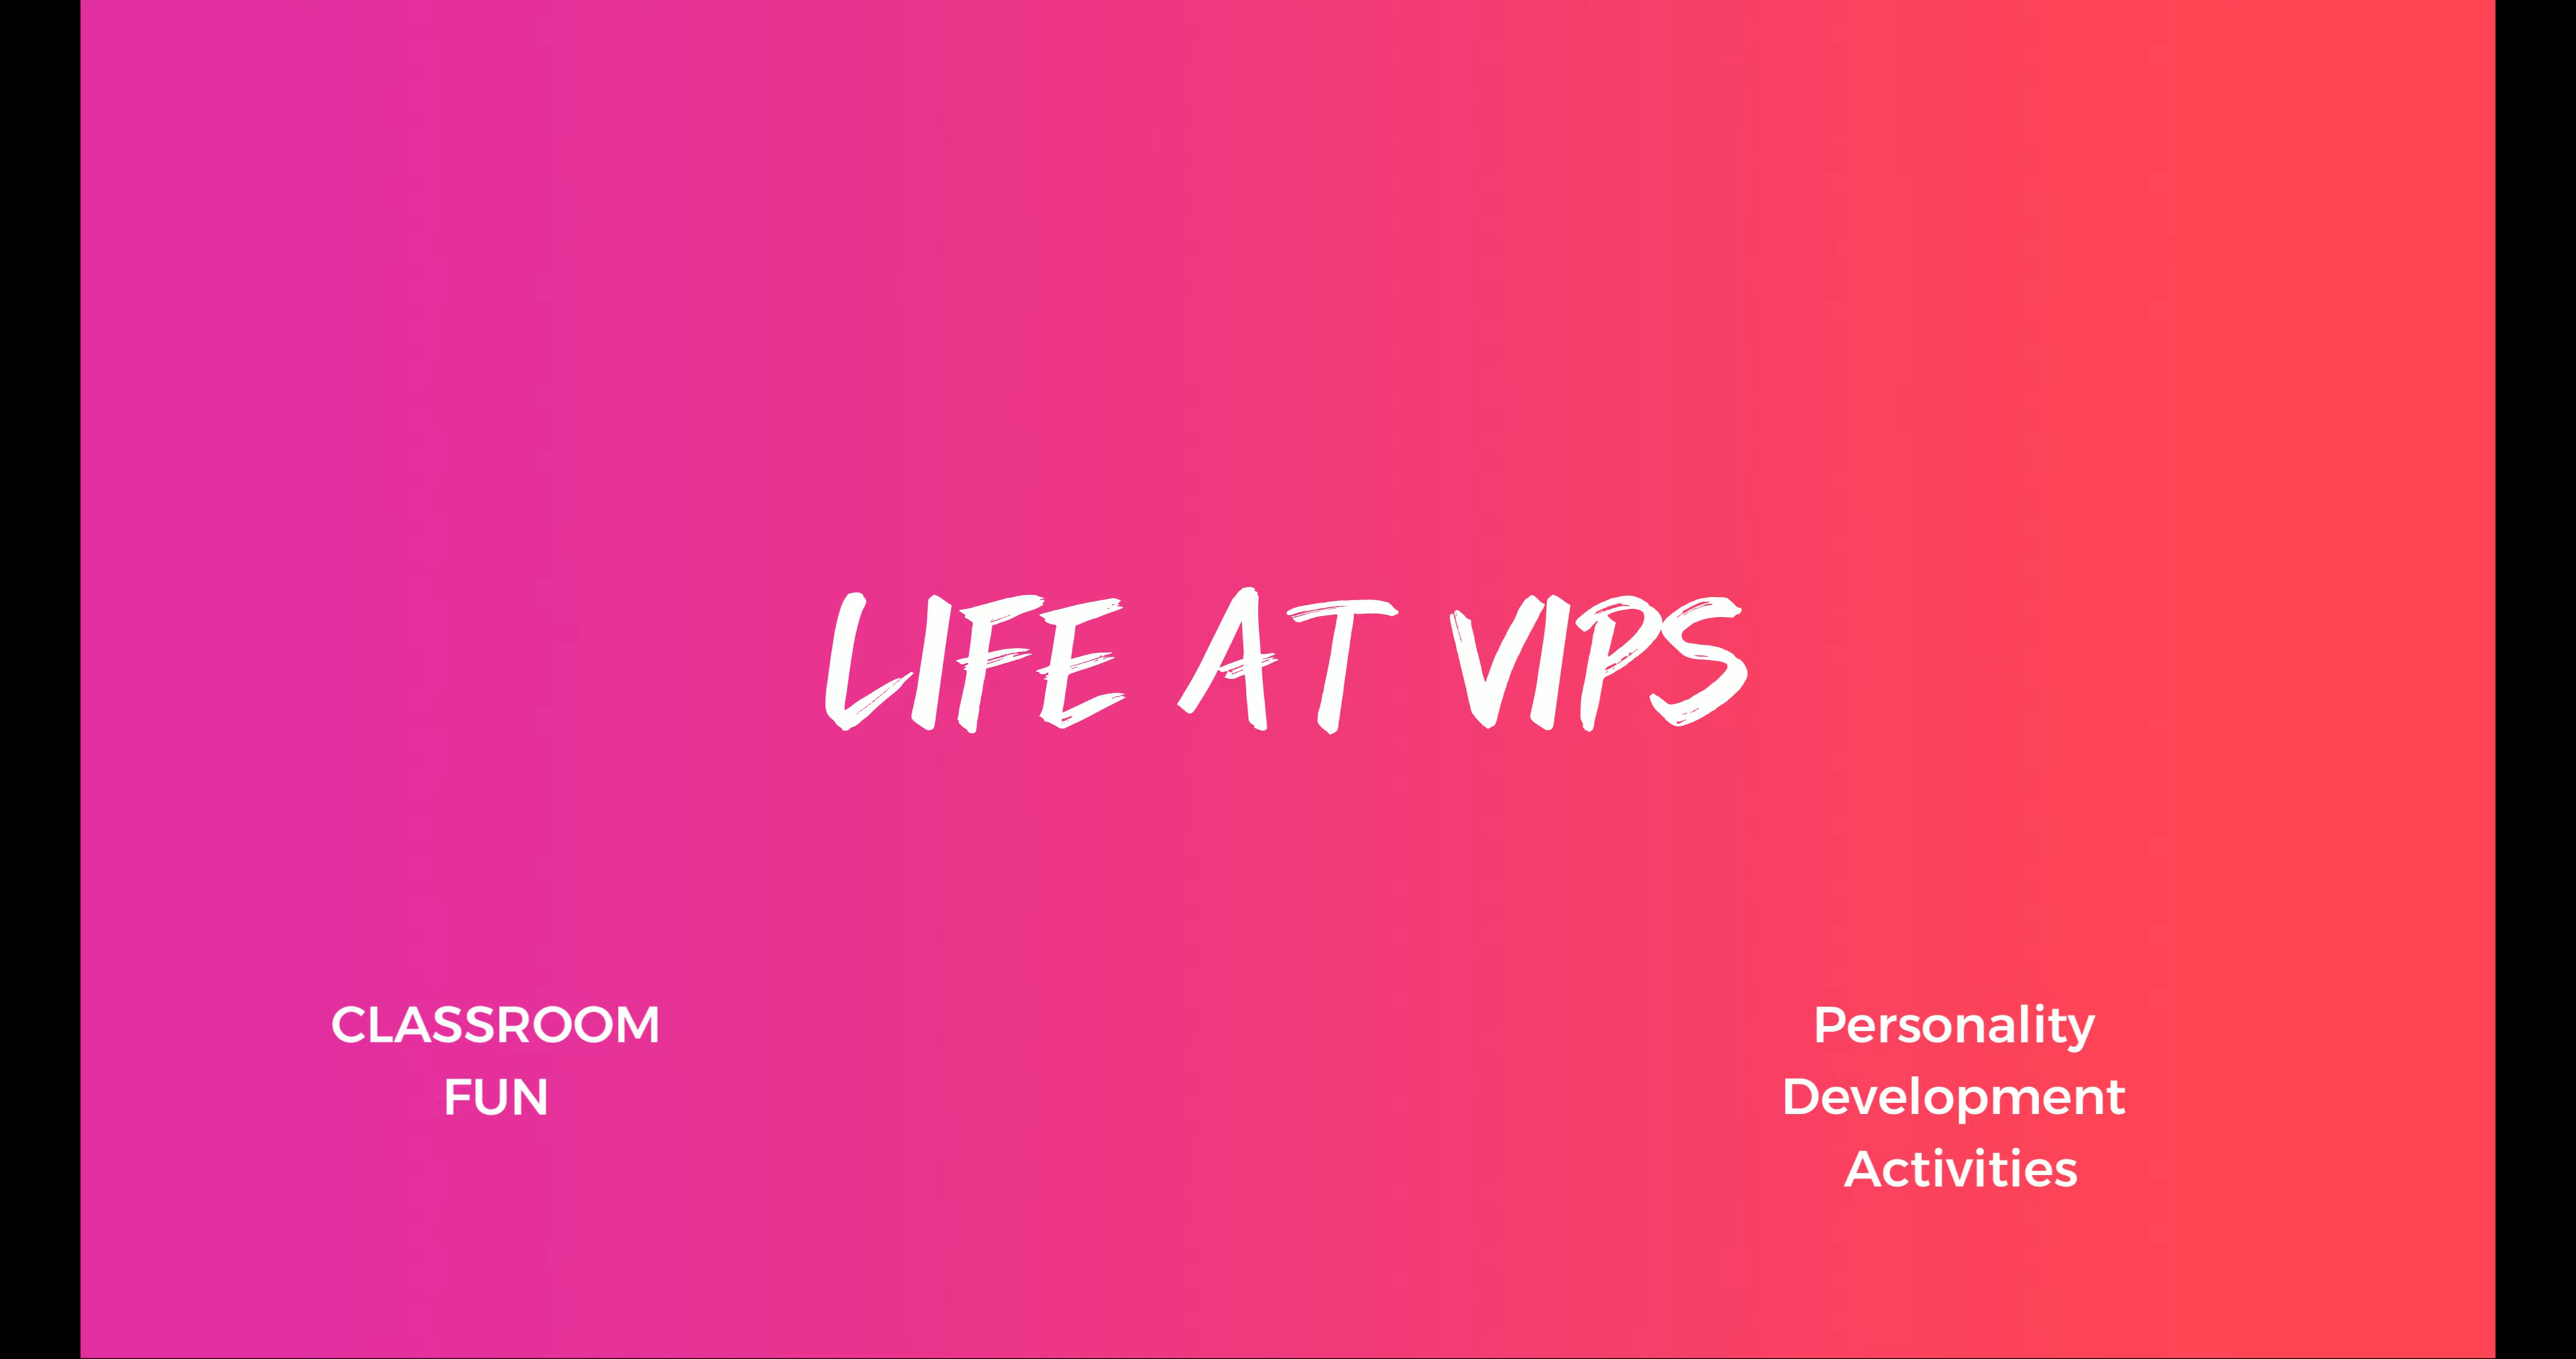 LIFE AT VIPS
CLASSROOM
FUN
Personality
Development
Activities